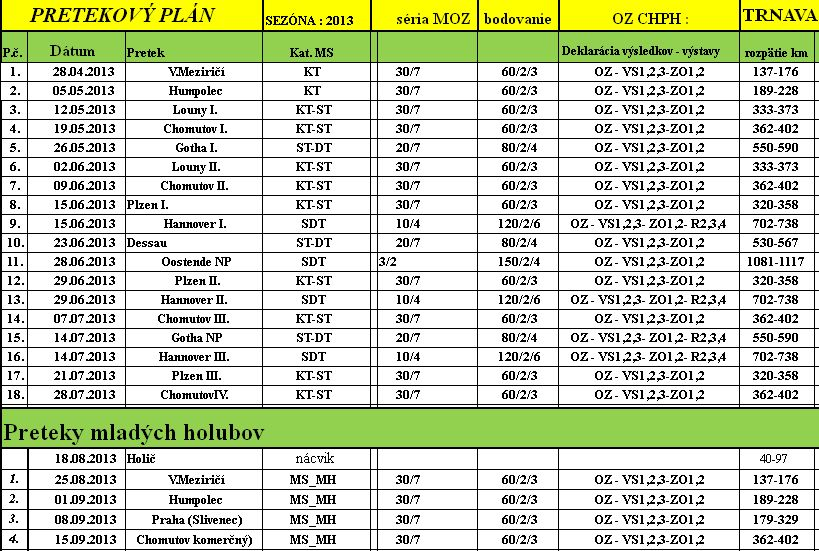 PRETEKOVÝ PLÁN SEZÓNA : 2013 séria MOZ bodovanie OZ CHPH : TRNAVA
P.č. Dátum Pretek Kat. MS Deklarácia výsledkov - výstavy rozpätie km
1. 28.04.2013 V.Meziričí KT 30/7 60/2/3 OZ - VS1,2,3-ZO1,2 137-176
2. 05.05.2013 Humpolec KT 30/7 60/2/3 OZ - VS1,2,3-ZO1,2 189-228
3. 12.05.2013 Louny I. KT-ST 30/7 60/2/3 OZ - VS1,2,3-ZO1,2 333-373
4. 19.05.2013 Chomutov I. KT-ST 30/7 60/2/3 OZ - VS1,2,3-ZO1,2 362-402
5. 26.05.2013 Gotha I. ST-DT 20/7 80/2/4 OZ - VS1,2,3-ZO1,2 550-590
6. 02.06.2013 Louny II. KT-ST 30/7 60/2/3 OZ - VS1,2,3-ZO1,2 333-373
7. 09.06.2013 Chomutov II. KT-ST 30/7 60/2/3 OZ - VS1,2,3-ZO1,2 362-402
8. 15.06.2013 Plzen I. KT-ST 30/7 60/2/3 OZ - VS1,2,3-ZO1,2 320-358
9. 15.06.2013 Hannover I. SDT 10/4 120/2/6 OZ - VS1,2,3- ZO1,2- R2,3,4 702-738
10. 23.06.2013 Dessau ST-DT 20/7 80/2/4 OZ - VS1,2,3-ZO1,2 530-567
11. 28.06.2013 Oostende NP SDT 3/2 150/2/4 OZ - VS1,2,3-ZO1,2 1081-1117
12. 29.06.2013 Plzen II. KT-ST 30/7 60/2/3 OZ - VS1,2,3-ZO1,2 320-358
13. 29.06.2013 Hannover II. SDT 10/4 120/2/6 OZ - VS1,2,3- ZO1,2- R2,3,4 702-738
14. 07.07.2013 Chomutov III. KT-ST 30/7 60/2/3 OZ - VS1,2,3-ZO1,2 362-402
15. 14.07.2013 Gotha NP ST-DT 20/7 80/2/4 OZ - VS1,2,3- ZO1,2- R2,3,4 550-590
16. 14.07.2013 Hannover III. SDT 10/4 120/2/6 OZ - VS1,2,3- ZO1,2- R2,3,4 702-738
17. 21.07.2013 Plzen III. KT-ST 30/7 60/2/3 OZ - VS1,2,3-ZO1,2 320-358
18. 28.07.2013 ChomutovIV. KT-ST 30/7 60/2/3 OZ - VS1,2,3-ZO1,2 362-402
Preteky mladých holubov
18.08.2013 Holič nácvik 40-97
1. 25.08.2013 V.Meziričí MS_MH 30/7 60/2/3 OZ - VS1,2,3-ZO1,2 137-176
2. 01.09.2013 Humpolec MS_MH 30/7 60/2/3 OZ - VS1,2,3-ZO1,2 189-228
3. 08.09.2013 Praha (Slivenec) MS_MH 30/7 60/2/3 OZ - VS1,2,3-ZO1,2 179-329
4. 15.09.2013 Chomutov komerčný) MS_MH 30/7 60/2/3 OZ - VS1,2,3-ZO1,2 362-402